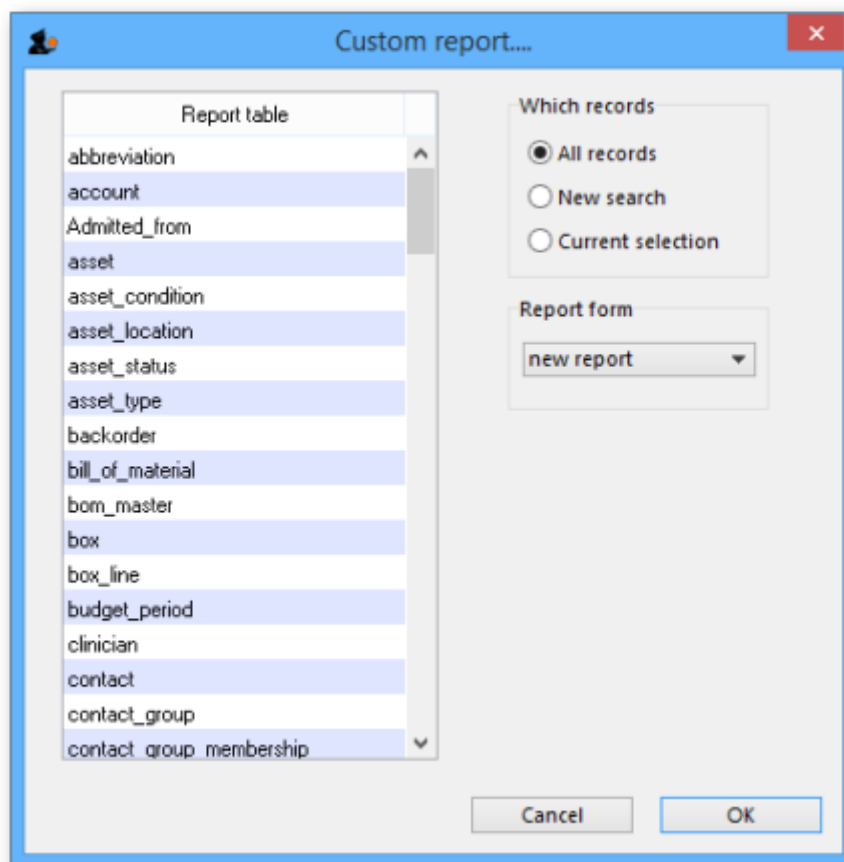 Custom report....
Report table
abbreviation
account
Admitted_from
asset
asset_condition
asset_location
asset_status
asset_type
backorder
bill_of_material
bom_master
box
box_line
budget_period
clinician
contact
contact_group
contact_group_membership
Which records
All records
New search
Current selection
Report form
new report
Cancel
OK